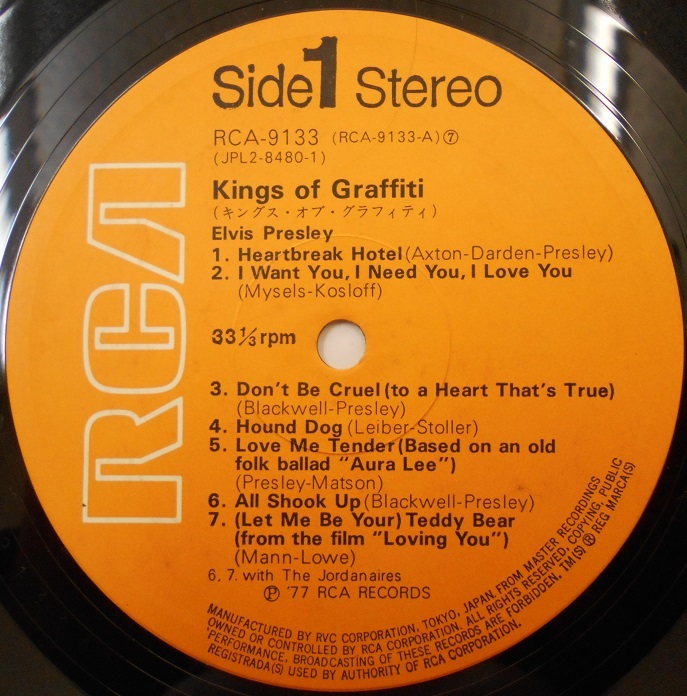 Side 1 Stereo
RCA-9133 (RCA-9133-A)⑦
(JPL2-8480-1)
Kings of Graffiti
(キングス・オブ・グラフィティ)
Elvis Presley
1. Heartbreak Hotel (Axton-Darden-Presley)
2. I Want You, I Need You, I Love You
(Mysels-Kosloff)
33 1/3 rpm
3. Don't Be Cruel (to a Heart That's True)
(Blackwell-Presley)
4. Hound Dog (Leiber-Stoller)
5. Love Me Tender (Based on an old
folk ballad "Aura Lee")
(Presley-Matson)
6. All Shook Up (Blackwell-Presley)
7. (Let Me Be Your) Teddy Bear
(from the film "Loving You")
(Mann-Lowe)
6, 7. with The Jordanaires
Ⓟ '77 RCA RECORDS
RCA
MANUFACTURED BY RVC CORPORATION, TOKYO, JAPAN. FROM MASTER RECORDINGS
OWNED OR CONTROLLED BY RCA CORPORATION. ALL RIGHTS RESERVED, COPYING, PUBLIC
PERFORMANCE, BROADCASTING OF THESE RECORDS ARE FORBIDDEN. TM(S) ® REG MARCA(S)
REGISTRADA(S) USED BY AUTHORITY OF RCA CORPORATION.